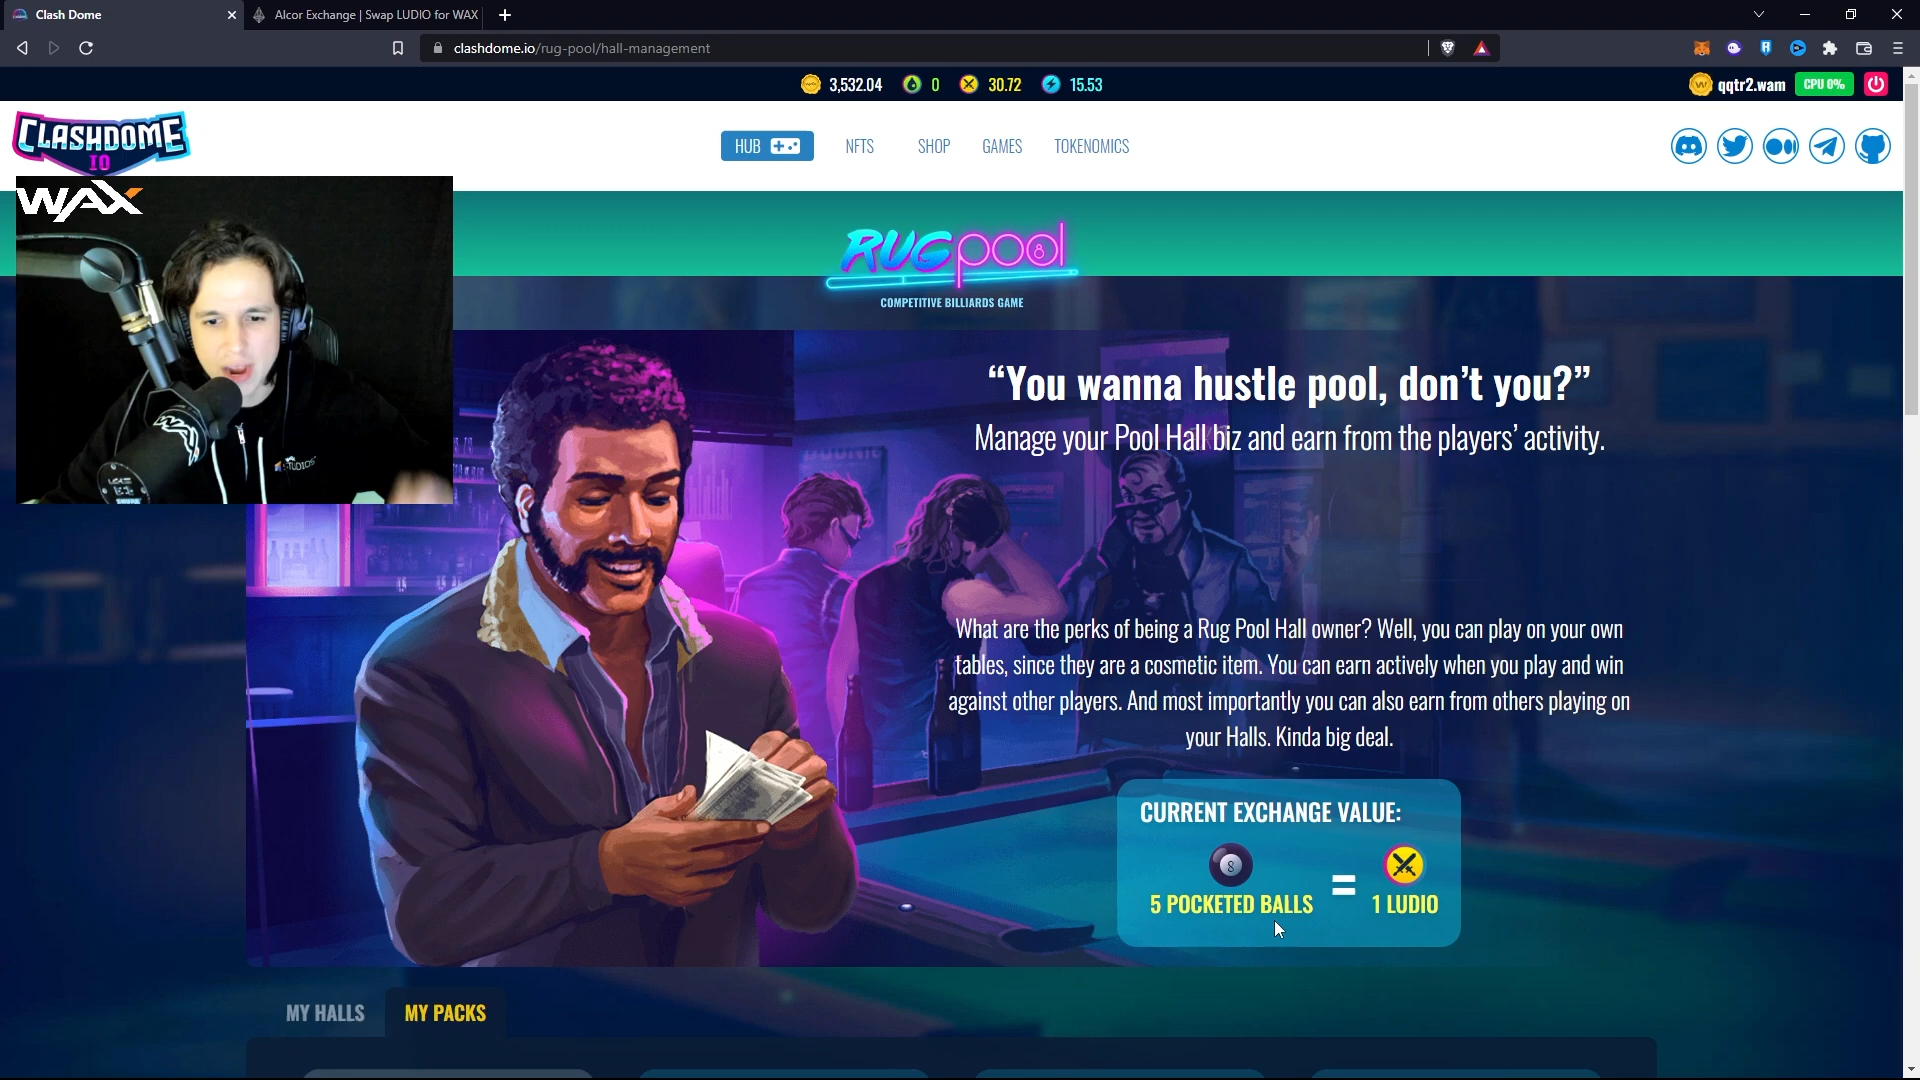 Clash Dome
Alcor Exchange | Swap LUDIO for WAX
clashdome.io/rug-pool/hall-management
3,532.04
0
30.72
15.53
qqtr2.wam
CPU 0%
CLASHDOME
IO
HUB
NFTS
SHOP
GAMES
TOKENOMICS
WAX
RUGpool
8
COMPETITIVE BILLIARDS GAME
“You wanna hustle pool, don’t you?”
Manage your Pool Hall biz and earn from the players’ activity.
What are the perks of being a Rug Pool Hall owner? Well, you can play on your own
tables, since they are a cosmetic item. You can earn actively when you play and win
against other players. And most importantly you can also earn from others playing on
your Halls. Kinda big deal.
CURRENT EXCHANGE VALUE:
8
=
5 POCKETED BALLS
1 LUDIO
MY HALLS
MY PACKS